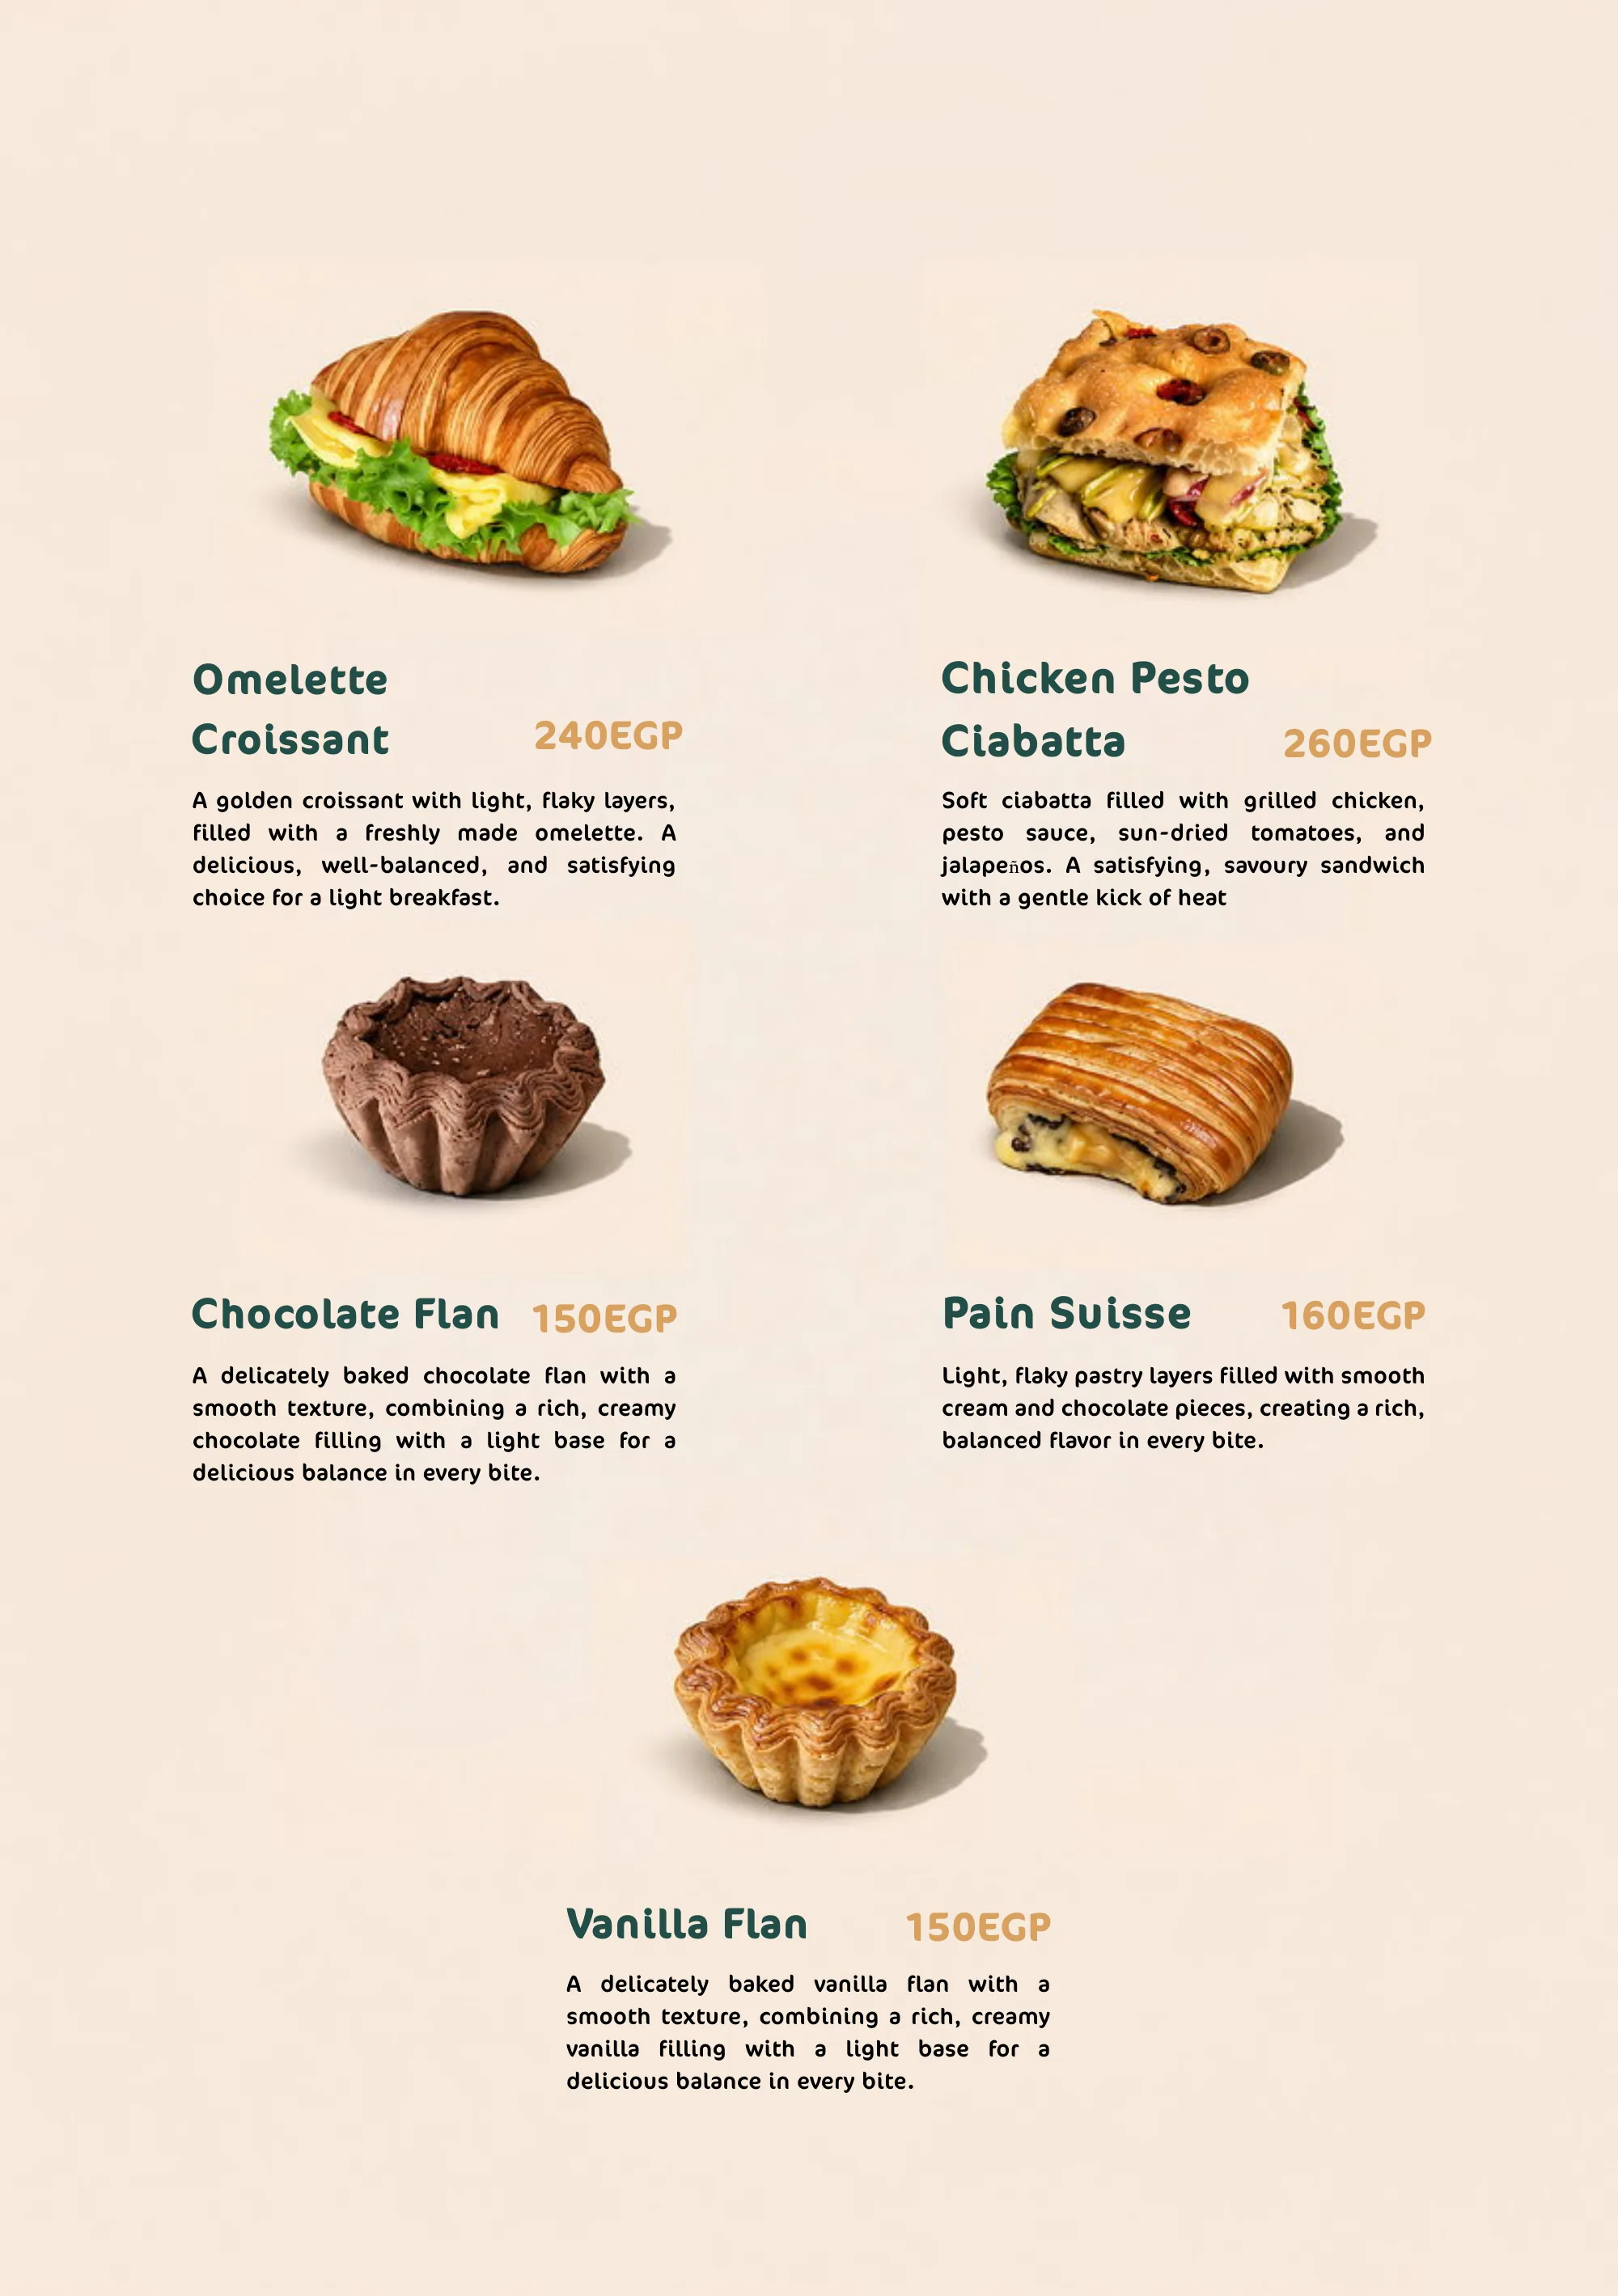 Omelette
Croissant 240EGP
A golden croissant with light, flaky layers,
filled with a freshly made omelette. A
delicious, well-balanced, and satisfying
choice for a light breakfast.
Chicken Pesto
Ciabatta 260EGP
Soft ciabatta filled with grilled chicken,
pesto sauce, sun-dried tomatoes, and
jalapeños. A satisfying, savoury sandwich
with a gentle kick of heat
Chocolate Flan 150EGP
A delicately baked chocolate flan with a
smooth texture, combining a rich, creamy
chocolate filling with a light base for a
delicious balance in every bite.
Pain Suisse 160EGP
Light, flaky pastry layers filled with smooth
cream and chocolate pieces, creating a rich,
balanced flavor in every bite.
Vanilla Flan 150EGP
A delicately baked vanilla flan with a
smooth texture, combining a rich, creamy
vanilla filling with a light base for a
delicious balance in every bite.